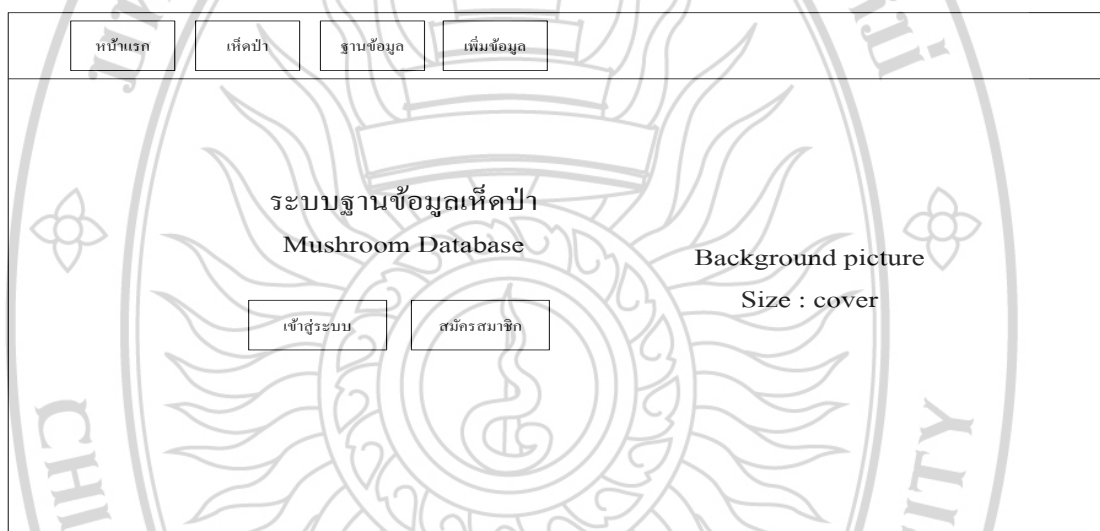 หน้าแรก
เห็ดป่า
ฐานข้อมูล
เพิ่มข้อมูล
ระบบฐานข้อมูลเห็ดป่า
Mushroom Database
Background picture
Size : cover
เข้าสู่ระบบ
สมัครสมาชิก